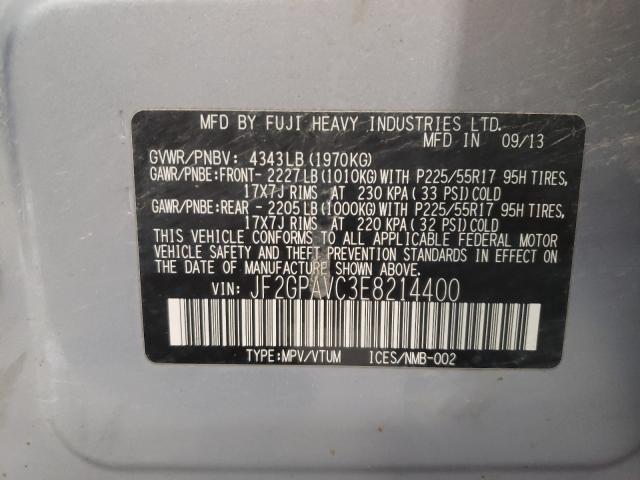 MFD BY FUJI HEAVY INDUSTRIES LTD.
MFD IN 09/13
GVWR/PNBV: 4343LB(1970KG)
GAWR/PNBE:FRONT- 2227LB(1010KG)WITH P225/55R17 95H TIRES,
17X7J RIMS AT 230 KPA(33 PSI)COLD
GAWR/PNBE:REAR - 2205LB(1000KG)WITH P225/55R17 95H TIRES,
17X7J RIMS AT 220 KPA(32 PSI)COLD
THIS VEHICLE CONFORMS TO ALL APPLICABLE FEDERAL MOTOR
VEHICLE SAFETY AND THEFT PREVENTION STANDARDS IN EFFECT
ON THE DATE OF MANUFACTURE SHOWN ABOVE.
VIN: JF2GPAVC3E8214400
TYPE:MPV/VTUM ICES/NMB-002